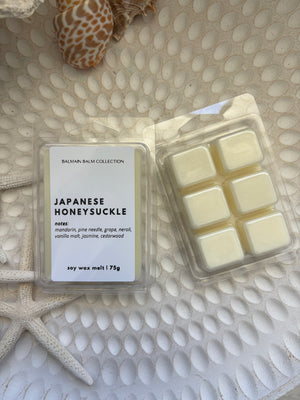 BALMAIN BALM COLLECTION
JAPANESE
HONEYSUCKLE
notes:
mandarin, pine needle, grape, neroli,
vanilla malt, jasmine, cedarwood
soy wax melt | 75g